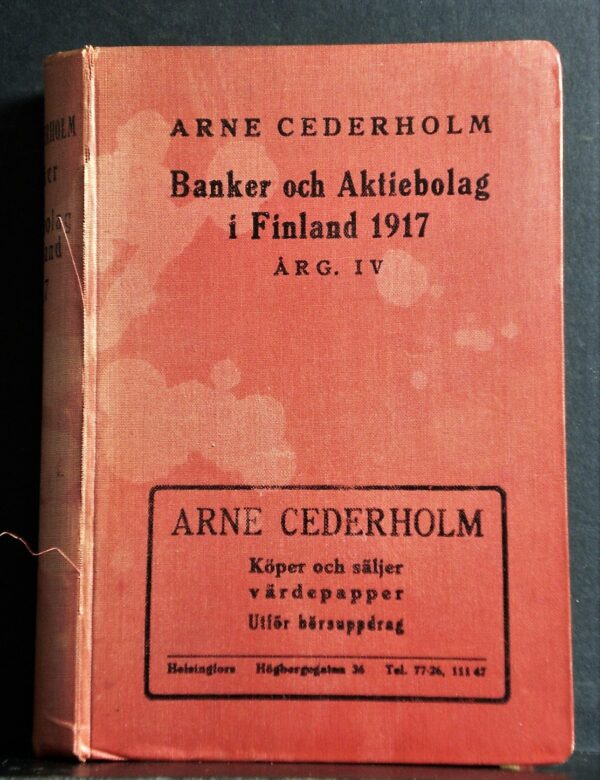 ARNE CEDERHOLM
Banker och Aktiebolag
i Finland 1917
ÅRG. IV
ARNE CEDERHOLM
Köper och säljer
värdepapper
Utför börsuppdrag
Helsingfors Högbergsgatan 36 Tel. 77-26, 111 47